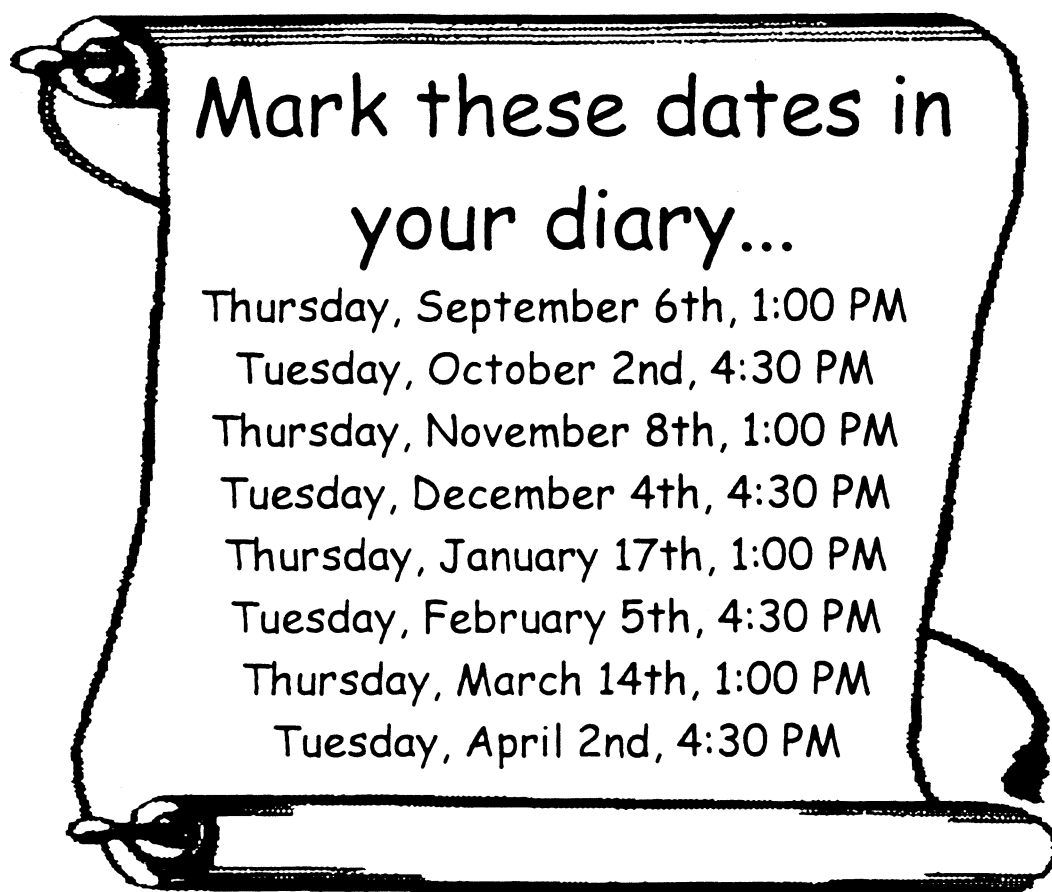 Mark these dates in
your diary...
Thursday, September 6th, 1:00 PM
Tuesday, October 2nd, 4:30 PM
Thursday, November 8th, 1:00 PM
Tuesday, December 4th, 4:30 PM
Thursday, January 17th, 1:00 PM
Tuesday, February 5th, 4:30 PM
Thursday, March 14th, 1:00 PM
Tuesday, April 2nd, 4:30 PM